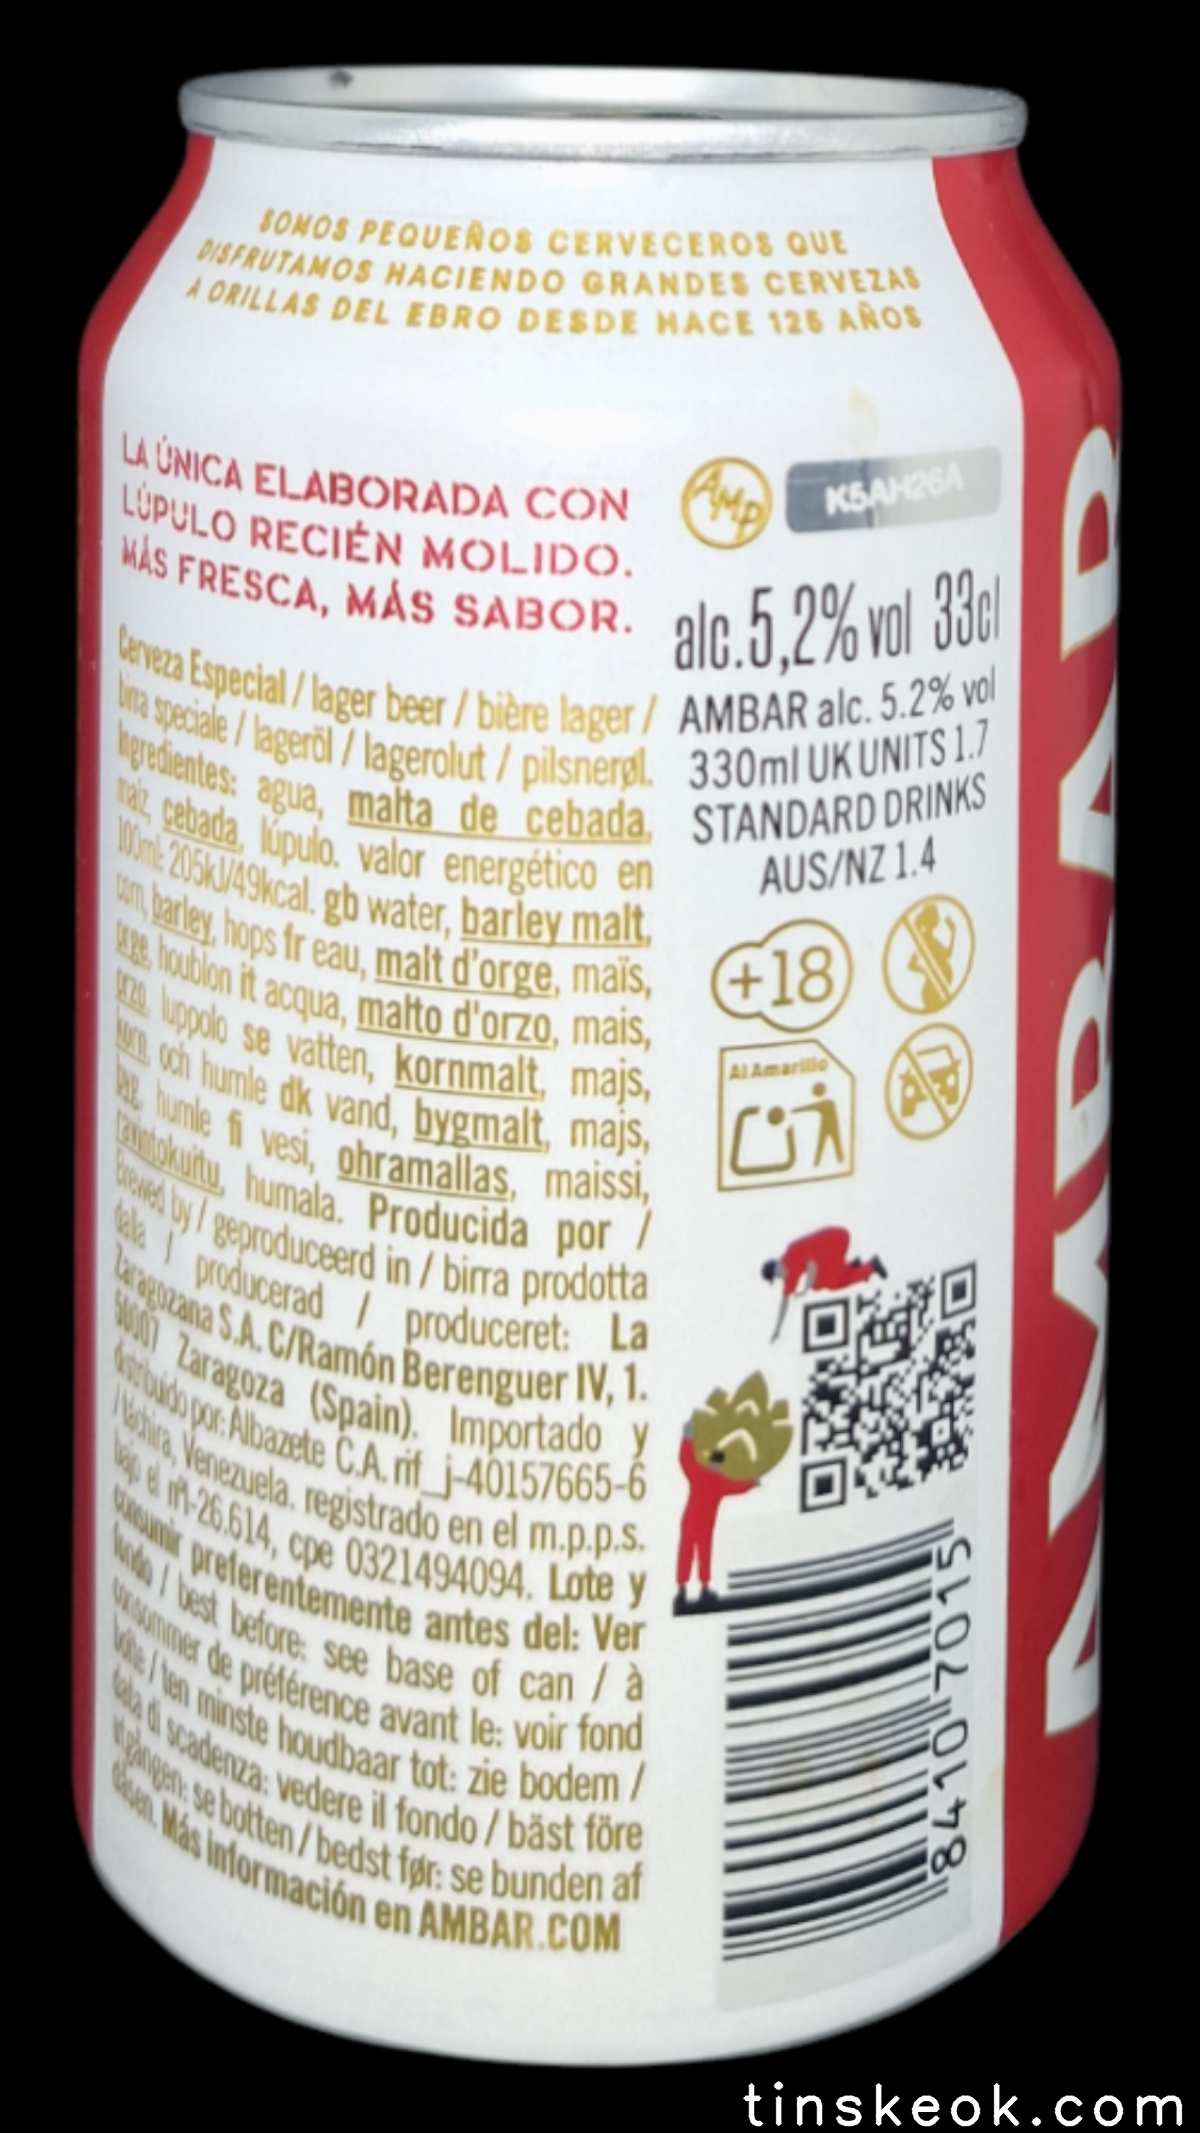 SOMOS PEQUEÑOS CERVECEROS QUE
DISFRUTAMOS HACIENDO GRANDES CERVEZAS
A ORILLAS DEL EBRO DESDE HACE 125 AÑOS
LA ÚNICA ELABORADA CON
LÚPULO RECIÉN MOLIDO.
MÁS FRESCA, MÁS SABOR.
Cerveza Especial / lager beer / bière lager /
birra speciale / lageröl / lagerolut / pilsnerøl.
Ingredientes: agua, malta de cebada,
maíz, cebada, lúpulo. valor energético en
100ml: 205kJ/49kcal. gb water, barley malt,
corn, barley, hops fr eau, malt d'orge, maïs,
orge, houblon it acqua, malto d'orzo, mais,
orzo, luppolo se vatten, kornmalt, majs,
korn, och humle dk vand, bygmalt, majs,
byg, humle fi vesi, ohramallas, maissi,
ravintokuitu, humala. Producida por /
Brewed by / geproduceerd in / birra prodotta
dala / producerad / produceret: La
Zaragozana S.A. C/Ramón Berenguer IV, 1.
50007 Zaragoza (Spain). Importado y
distribuido por: Albazete C.A. rif_j-40157665-6
/ táchira, Venezuela. registrado en el m.p.p.s.
bajo el nº1-26.614, cpe 0321494094. Lote y
consumir preferentemente antes del: Ver
fondo / best before: see base of can / à
consommer de préférence avant le: voir fond
boîte / ten minste houdbaar tot: zie bodem /
data di scadenza: vedere il fondo / bäst före
utgången: se botten / bedst før: se bunden af
dåsen. Más información en AMBAR.COM
AMP
K5AH26A
alc.5,2% vol 33cl
AMBAR alc. 5.2% vol
330ml UK UNITS 1.7
STANDARD DRINKS
AUS/NZ 1.4
+18
Al Amarillo
8410 7015
AMBAR
tinskeok.com